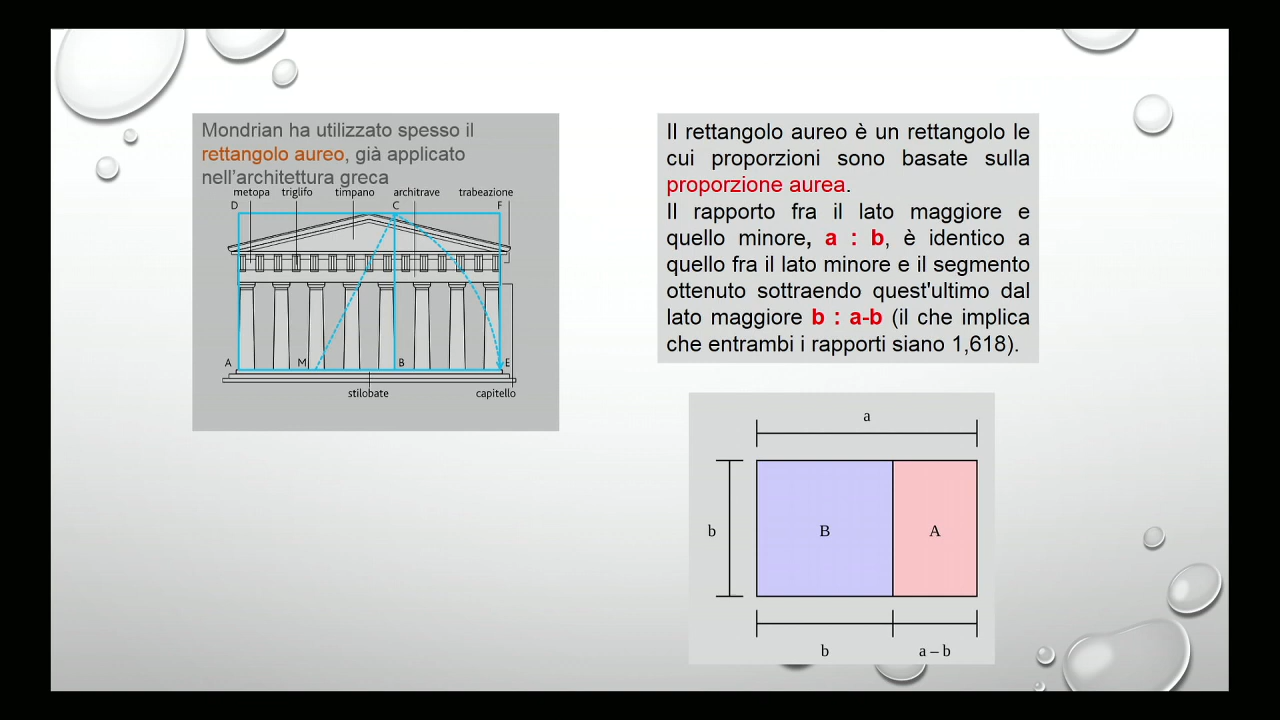 Mondrian ha utilizzato spesso il
rettangolo aureo, già applicato
nell’architettura greca
metopa triglifo timpano architrave trabeazione
D C F
A M B E
stilobate capitello
Il rettangolo aureo è un rettangolo le
cui proporzioni sono basate sulla
proporzione aurea.
Il rapporto fra il lato maggiore e
quello minore, a : b, è identico a
quello fra il lato minore e il segmento
ottenuto sottraendo quest'ultimo dal
lato maggiore b : a-b (il che implica
che entrambi i rapporti siano 1,618).
a
b B A
b a – b